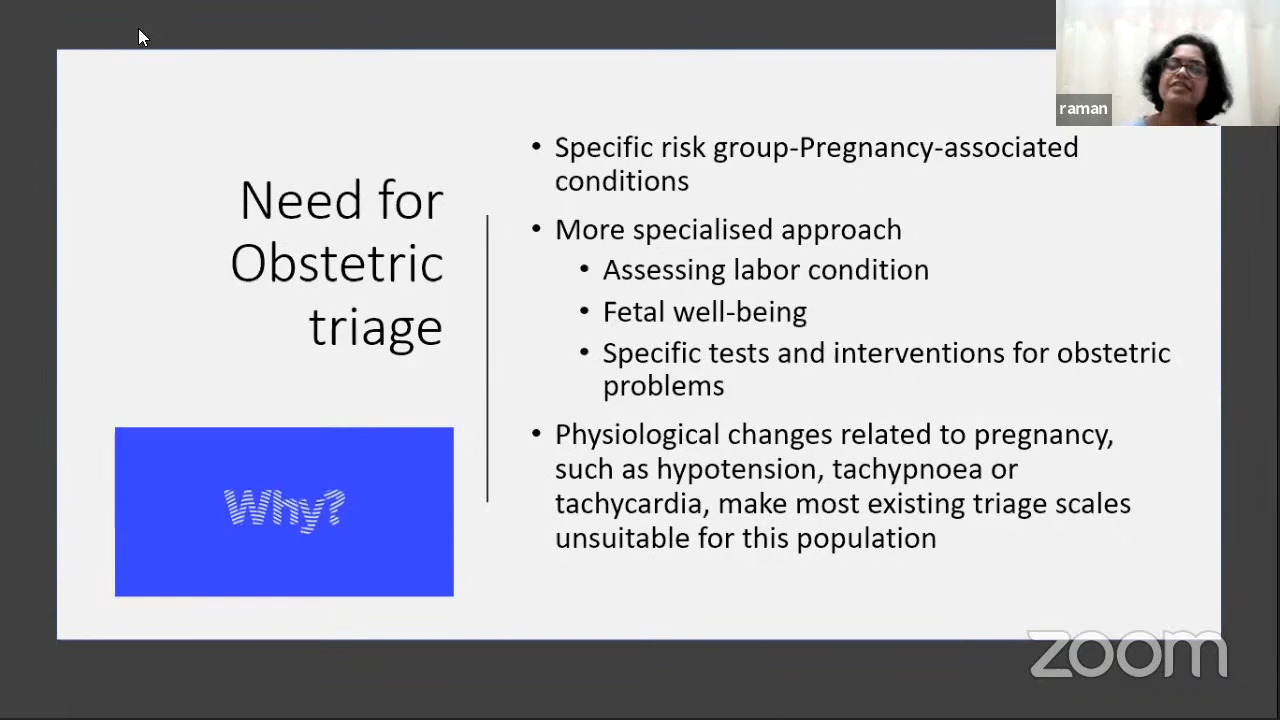 raman
Need for
Obstetric
triage
Why?
• Specific risk group-Pregnancy-associated
conditions
• More specialised approach
• Assessing labor condition
• Fetal well-being
• Specific tests and interventions for obstetric
problems
• Physiological changes related to pregnancy,
such as hypotension, tachypnoea or
tachycardia, make most existing triage scales
unsuitable for this population
zoom